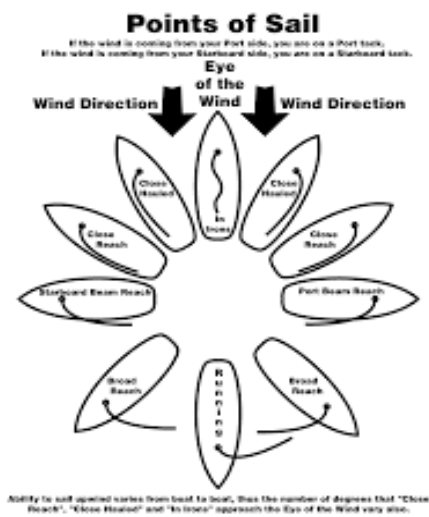 Points of Sail
If the wind is coming from your Port side, you are on a Port tack.
If the wind is coming from your Starboard side, you are on a Starboard tack.
Eye
of the
Wind
Wind Direction
Wind Direction
Close
Hauled
In
Irons
Close
Hauled
Close
Reach
Close
Reach
Starboard Beam Reach
Port Beam Reach
Broad
Reach
Running
Broad
Reach
Ability to sail upwind varies from boat to boat, thus the number of degrees that "Close
Reach", "Close Hauled" and "In Irons" approach the Eye of the Wind vary also.